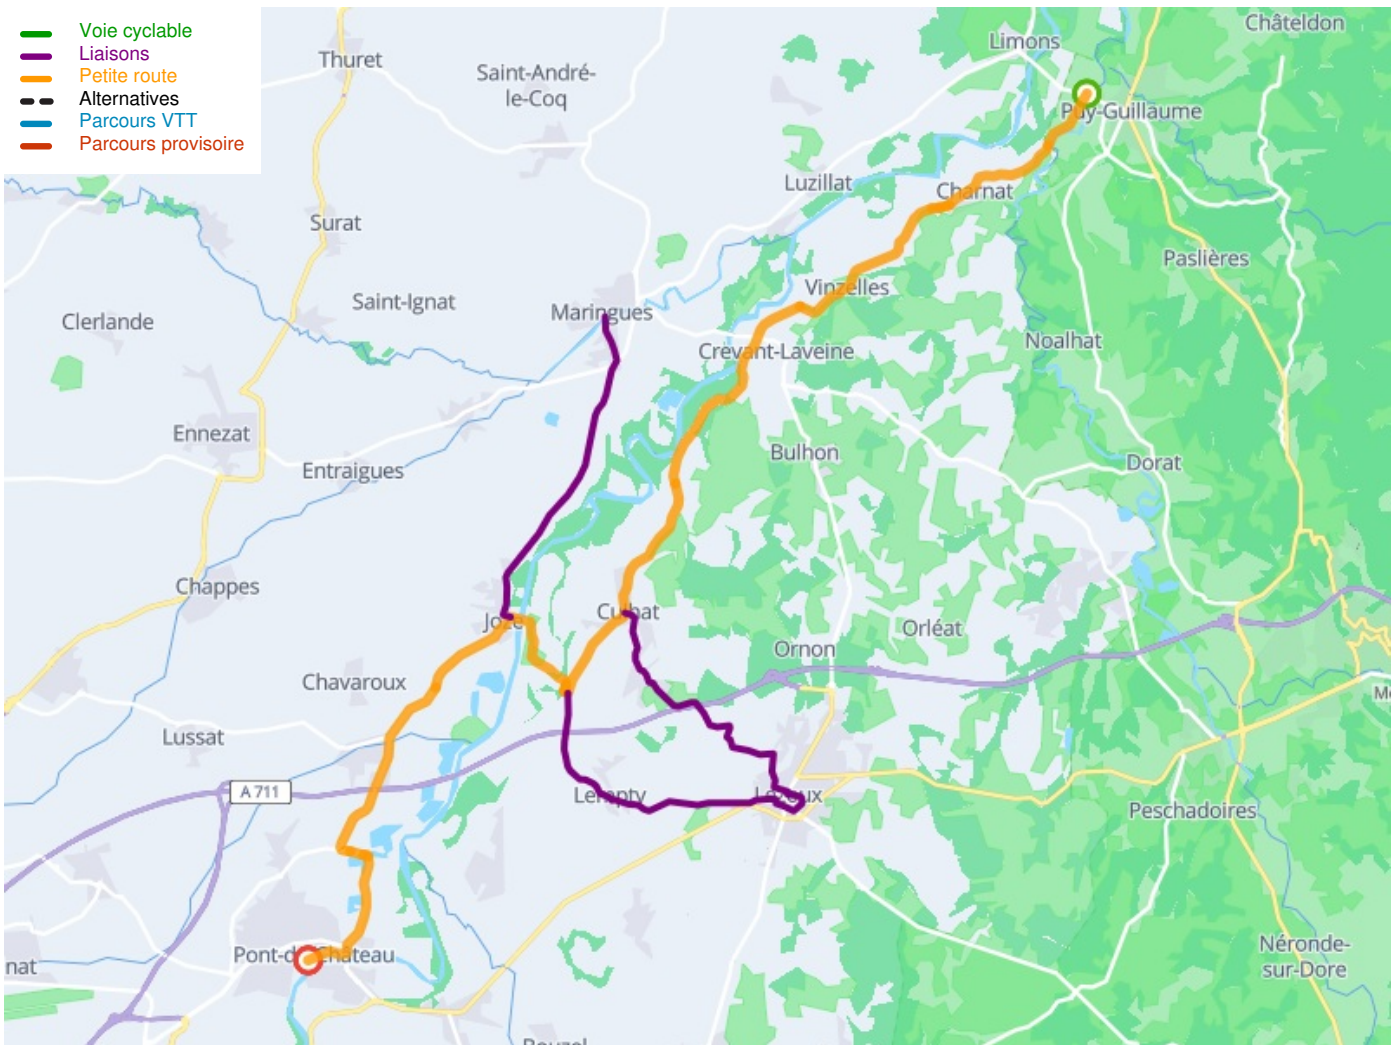 Voie cyclable
Liaisons
Petite route
Alternatives
Parcours VTT
Parcours provisoire
Châteldon
Limons
Thuret
Saint-André-
le-Coq
Puy-Guillaume
Luzillat
Charnat
Surat
Paslières
Vinzelles
Saint-Ignat
Maringues
Clerlande
Noalhat
Crevant-Laveine
Ennezat
Bulhon
Dorat
Entraigues
Chappes
Culhat
Joze
Orléat
Ornon
Chavaroux
Lussat
A 711
Lempty
Lezoux
Peschadoires
Pont-du-Château
Néronde-
sur-Dore
nat